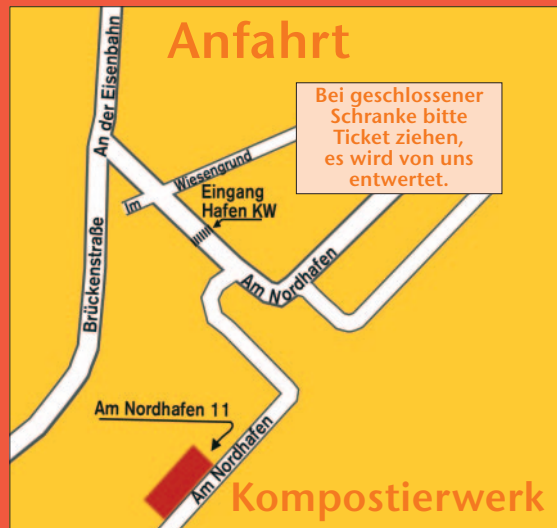 Anfahrt
Bei geschlossener
Schranke bitte
Ticket ziehen,
es wird von uns
entwertet.
An der Eisenbahn
Im Wiesengrund
Eingang
Hafen KW
Brückenstraße
Am Nordhafen
Am Nordhafen 11
Am Nordhafen
Kompostierwerk